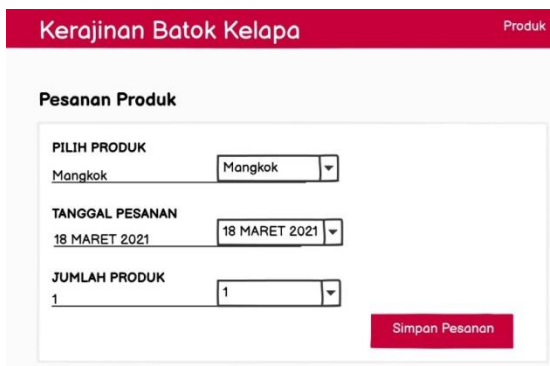 Kerajinan Batok Kelapa
Produk
Pesanan Produk
PILIH PRODUK
Mangkok
Mangkok
TANGGAL PESANAN
18 MARET 2021
18 MARET 2021
JUMLAH PRODUK
1
1
Simpan Pesanan